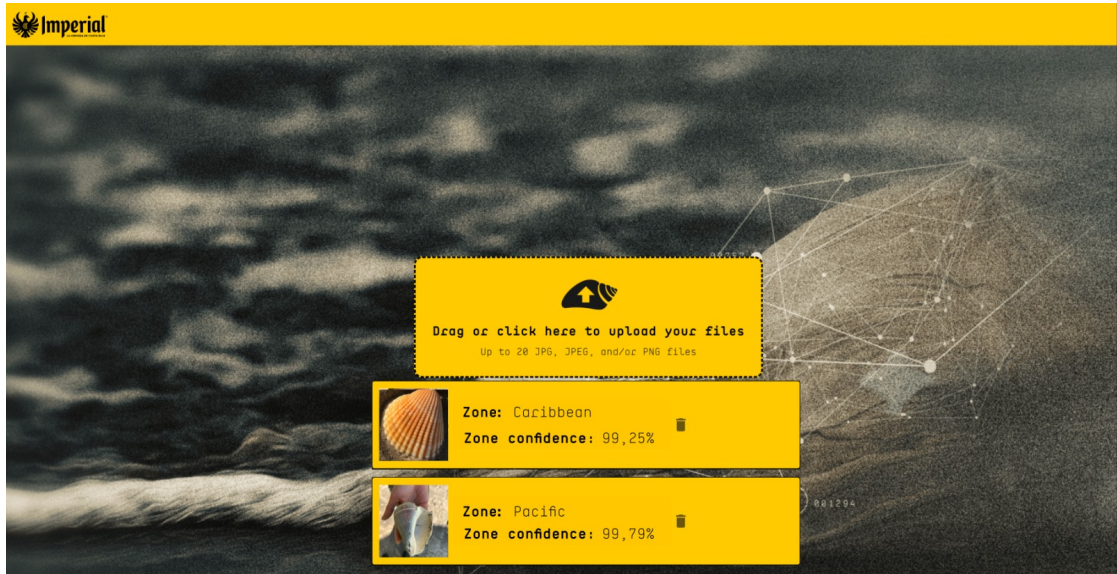 Imperial
Drag or click here to upload your files
Up to 20 JPG, JPEG, and/or PNG files
Zone: Caribbean
Zone confidence: 99,25%
Zone: Pacific
Zone confidence: 99,79%
001294